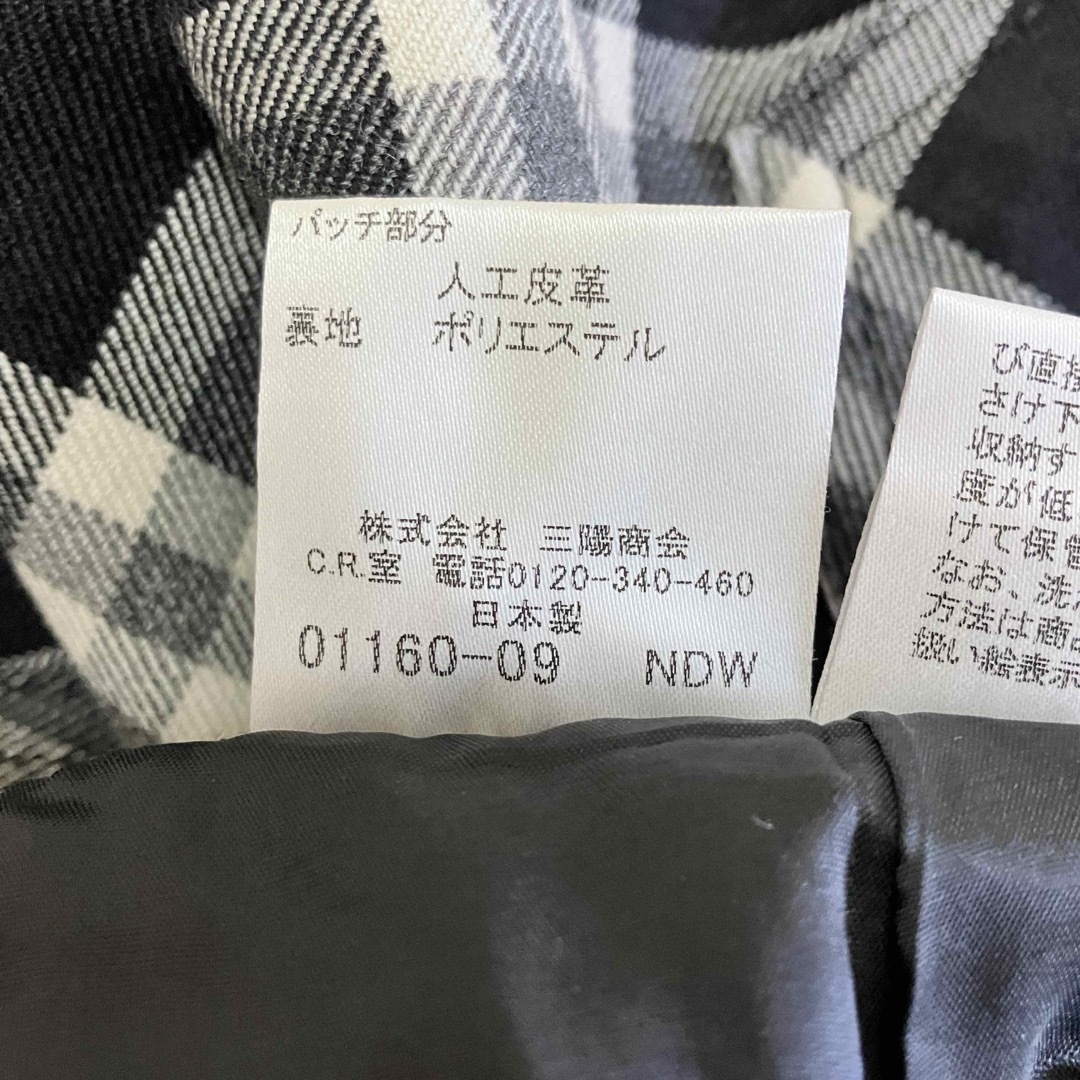 パッチ部分
人工皮革
裏地 ポリエステル
株式会社 三陽商会
C.R.室 電話0120-340-460
日本製
01160-09 NDW
び直接
さけ下
収納す
度が低
けて保管
なお、洗
方法は商品
扱い絵表示